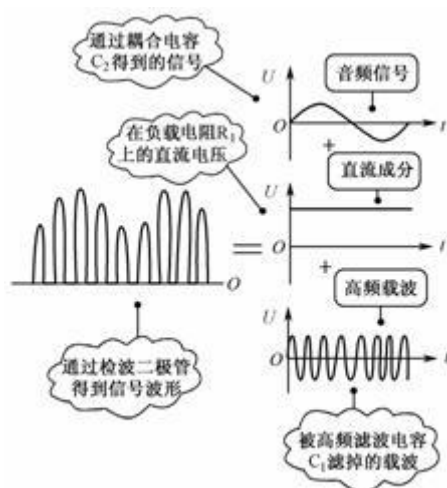 通过耦合电容
C₂得到的信号
U
音频信号
O
t
+
在负载电阻R₁
上的直流电压
U
直流成分
=
O
t
+
O
高频载波
U
O
t
通过检波二极管
得到信号波形
被高频滤波电容
C₁滤掉的载波